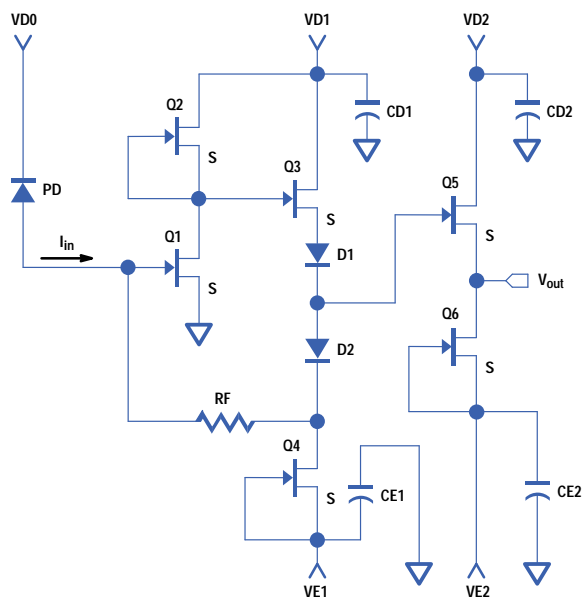 VD0
VD1
VD2
Q2
CD1
CD2
S
Q3
Q5
PD
S
Iin
Q1
D1
S
S
Vout
Q6
D2
S
RF
Q4
S
CE1
CE2
VE1
VE2